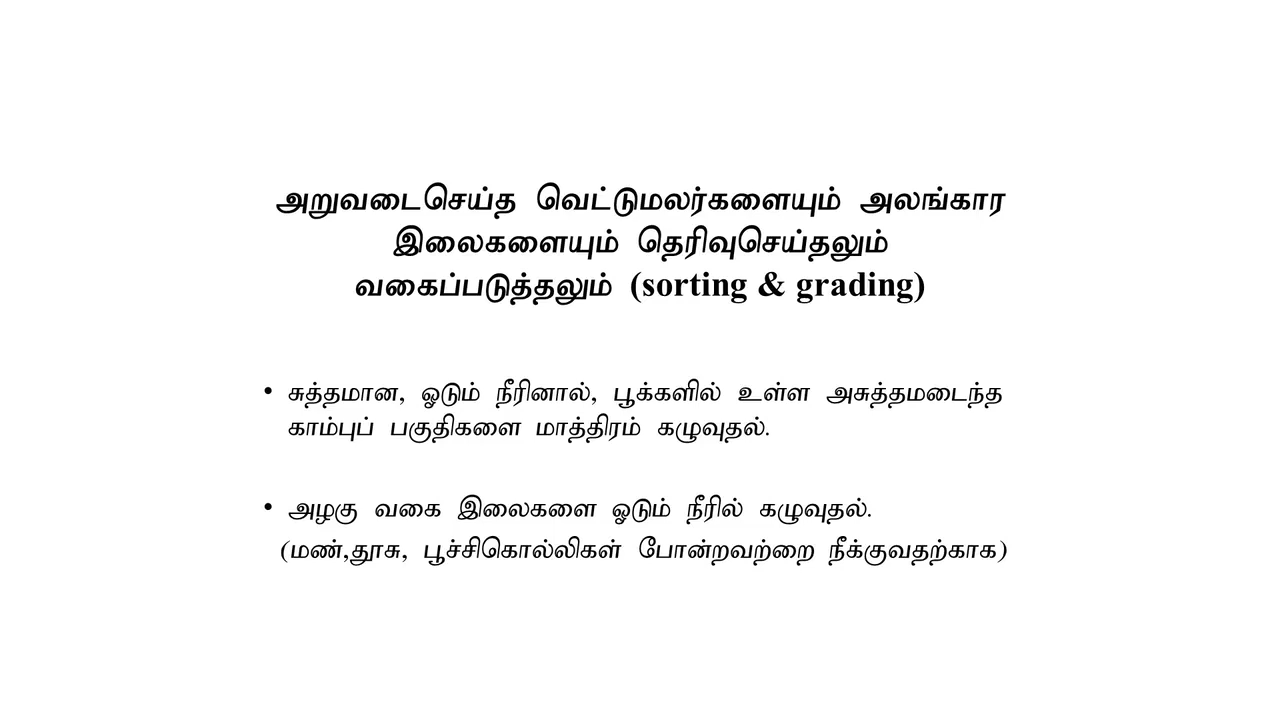 அறுவடைசெய்த வெட்டுமலர்களையும் அலங்கார
இலைகளையும் தெரிவுசெய்தலும்
வகைப்படுத்தலும் (sorting & grading)
• சுத்தமான, ஓடும் நீரினால், பூக்களில் உள்ள அசுத்தமடைந்த
காம்புப் பகுதிகளை மாத்திரம் கழுவுதல்.
• அழகு வகை இலைகளை ஓடும் நீரில் கழுவுதல்.
(மண்,தூசு, பூச்சிகொல்லிகள் போன்றவற்றை நீக்குவதற்காக)